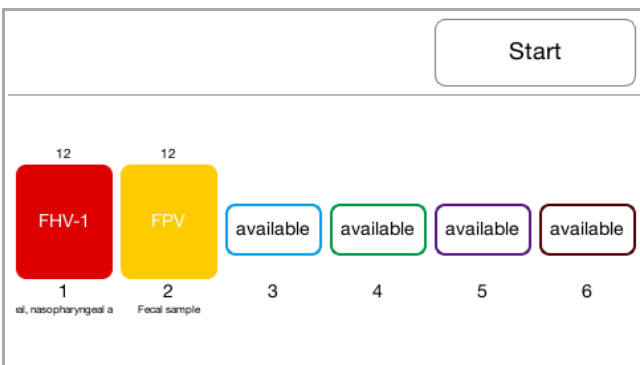 Start
12 12
FHV-1 FPV available available available available
1 2 3 4 5 6
al, nasopharyngeal a Fecal sample